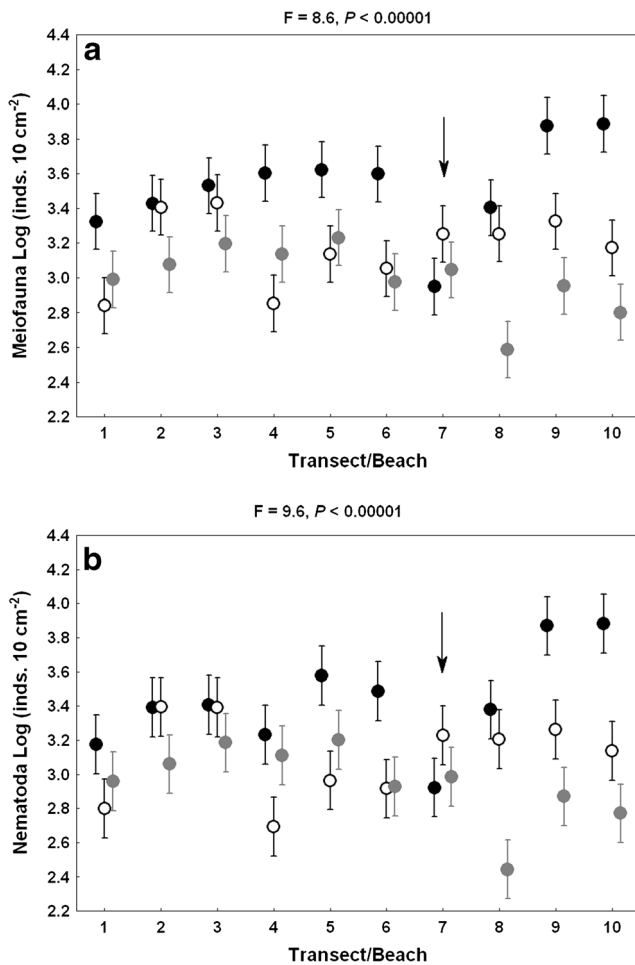 F = 8.6, P < 0.00001
a
Meiofauna Log (inds. 10 cm⁻²)
4.4
4.2
4.0
3.8
3.6
3.4
3.2
3.0
2.8
2.6
2.4
2.2
1 2 3 4 5 6 7 8 9 10
Transect/Beach
F = 9.6, P < 0.00001
b
Nematoda Log (inds. 10 cm⁻²)
4.4
4.2
4.0
3.8
3.6
3.4
3.2
3.0
2.8
2.6
2.4
2.2
1 2 3 4 5 6 7 8 9 10
Transect/Beach